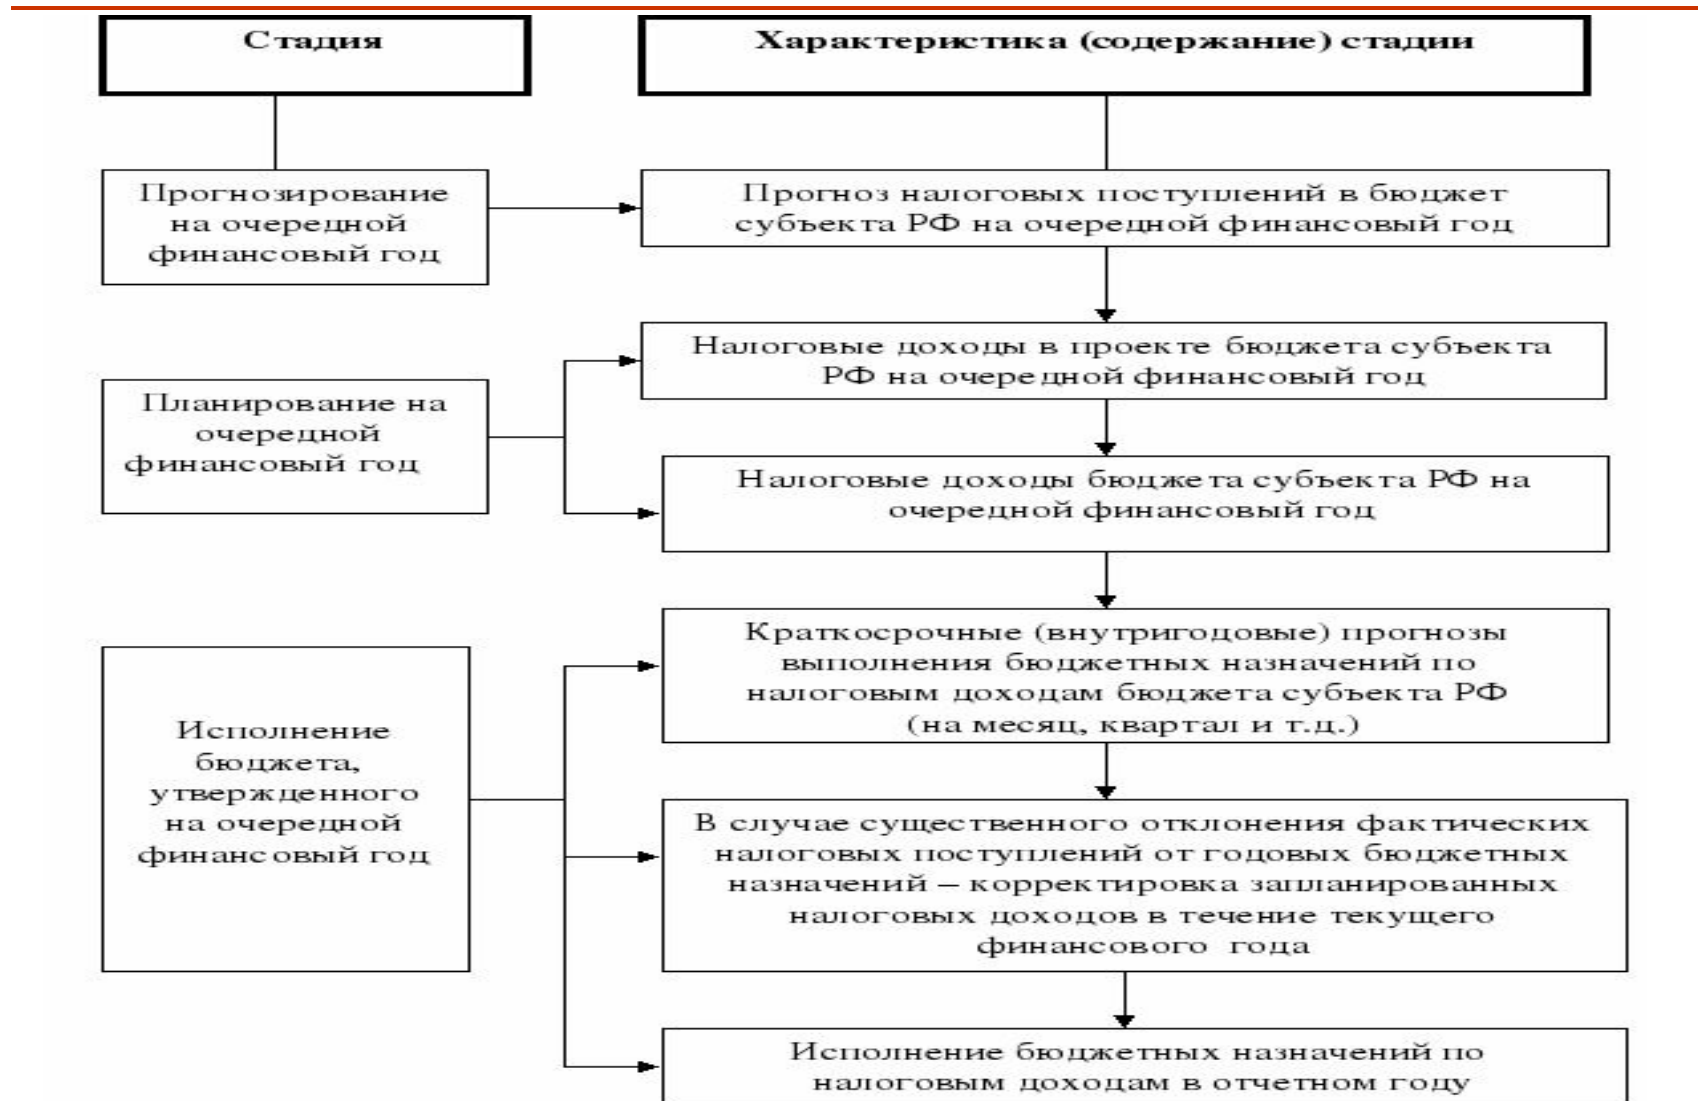 Стадия
Характеристика (содержание) стадии
Прогнозирование
на очередной
финансовый год
Прогноз налоговых поступлений в бюджет
субъекта РФ на очередной финансовый год
Налоговые доходы в проекте бюджета субъекта
РФ на очередной финансовый год
Планирование на
очередной
финансовый год
Налоговые доходы бюджета субъекта РФ на
очередной финансовый год
Краткосрочные (внутригодовые) прогнозы
выполнения бюджетных назначений по
налоговым доходам бюджета субъекта РФ
(на месяц, квартал и т.д.)
Исполнение
бюджета,
утвержденного
на очередной
финансовый год
В случае существенного отклонения фактических
налоговых поступлений от годовых бюджетных
назначений – корректировка запланированных
налоговых доходов в течение текущего
финансового года
Исполнение бюджетных назначений по
налоговым доходам в отчетном году